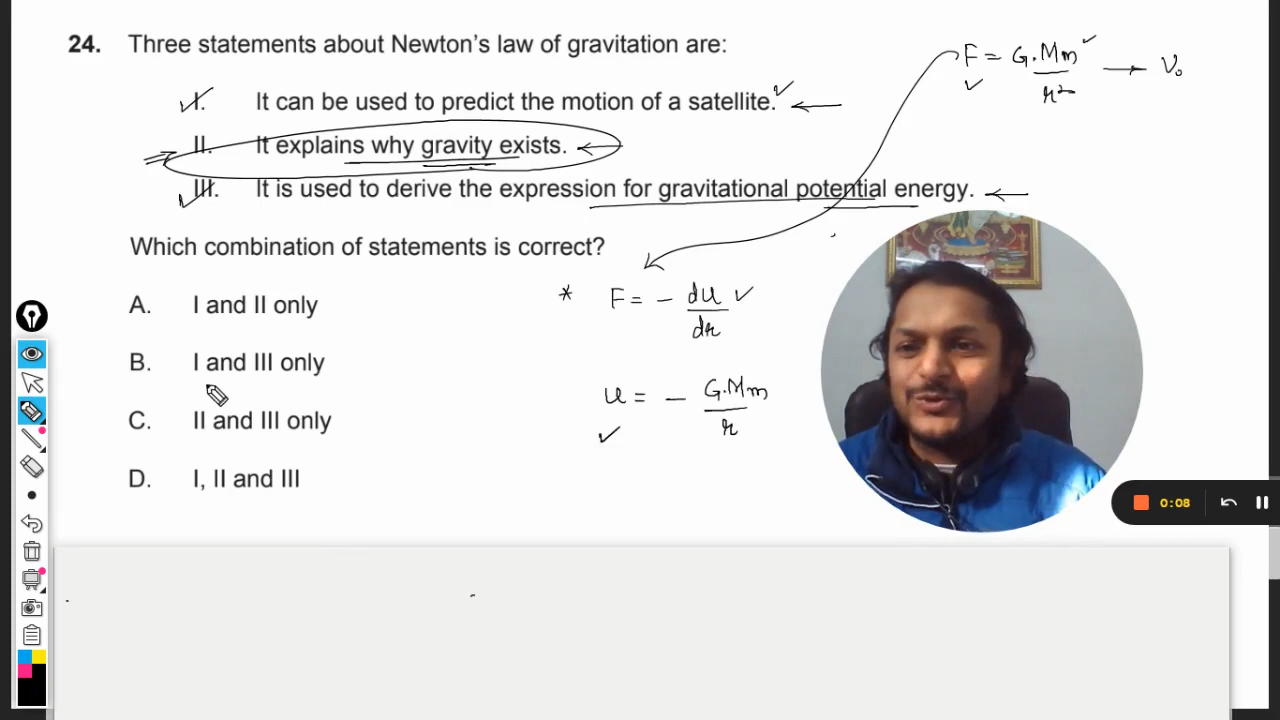 24. Three statements about Newton's law of gravitation are:
I. It can be used to predict the motion of a satellite.
II. It explains why gravity exists.
III. It is used to derive the expression for gravitational potential energy.
Which combination of statements is correct?
A. I and II only
B. I and III only
C. II and III only
D. I, II and III
F = G.Mm / r² → V₀
* F = - du / dr
u = - G.Mm / r
0:08